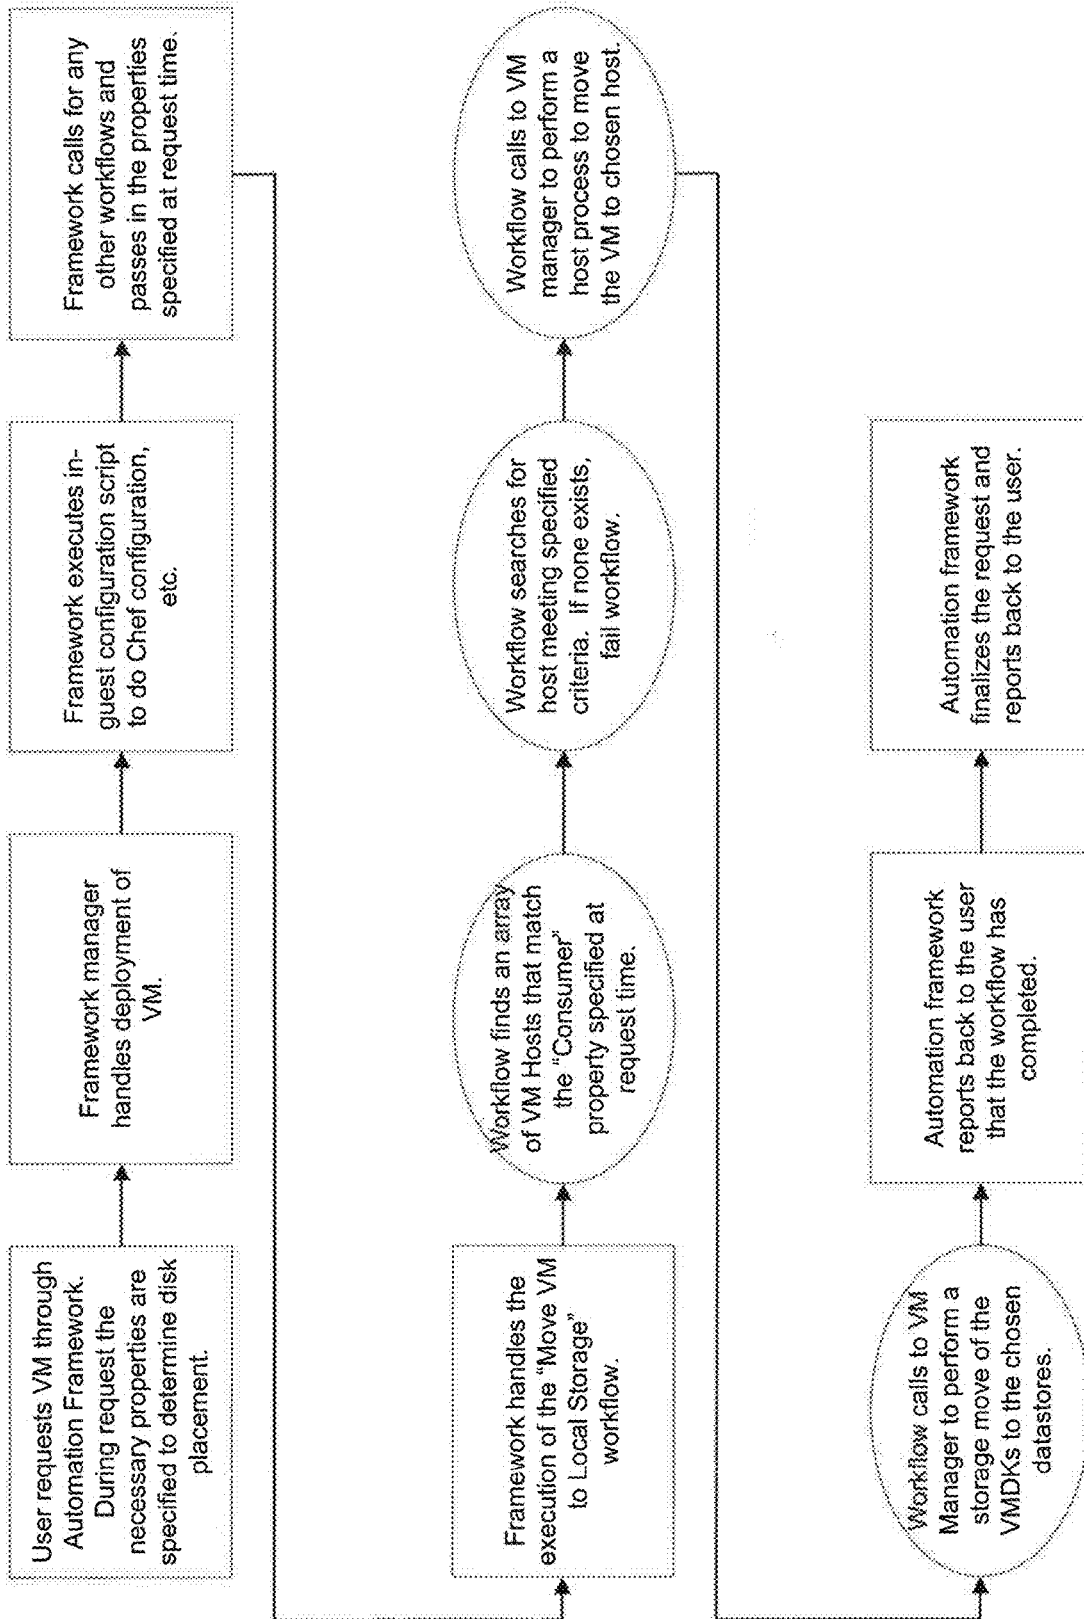 User requests VM through
Automation Framework.
During request the
necessary properties are
specified to determine disk
placement.
Framework manager
handles deployment of
VM.
Framework executes in-
guest configuration script
to do Chef configuration,
etc.
Framework calls for any
other workflows and
passes in the properties
specified at request time.
Framework handles the
execution of the “Move VM
to Local Storage”
workflow.
Workflow finds an array
of VM Hosts that match
the “Consumer”
property specified at
request time.
Workflow searches for
host meeting specified
criteria. If none exists,
fail workflow.
Workflow calls to VM
manager to perform a
host process to move
the VM to chosen host.
Workflow calls to VM
Manager to perform a
storage move of the
VMDKs to the chosen
datastores.
Automation framework
reports back to the user
that the workflow has
completed.
Automation framework
finalizes the request and
reports back to the user.